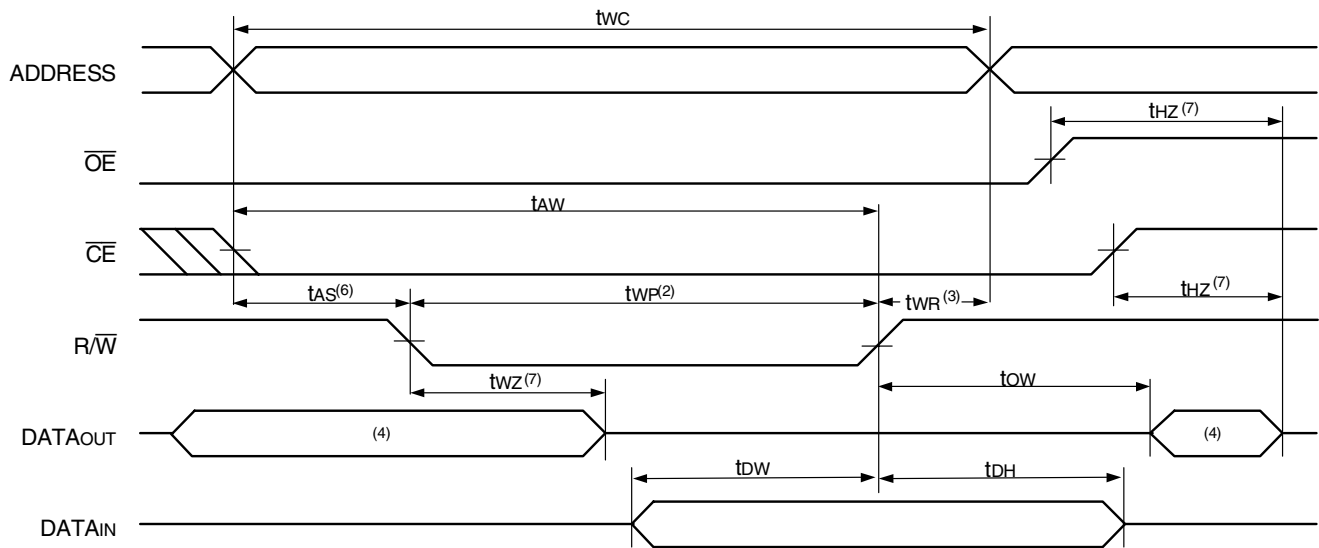 tWC
ADDRESS
tHZ (7)
OE
tAW
CE
tAS(6) tWP(2) tWR (3) tHZ (7)
R/W
tWZ (7) tOW
DATAOUT (4) (4)
tDW tDH
DATAIN